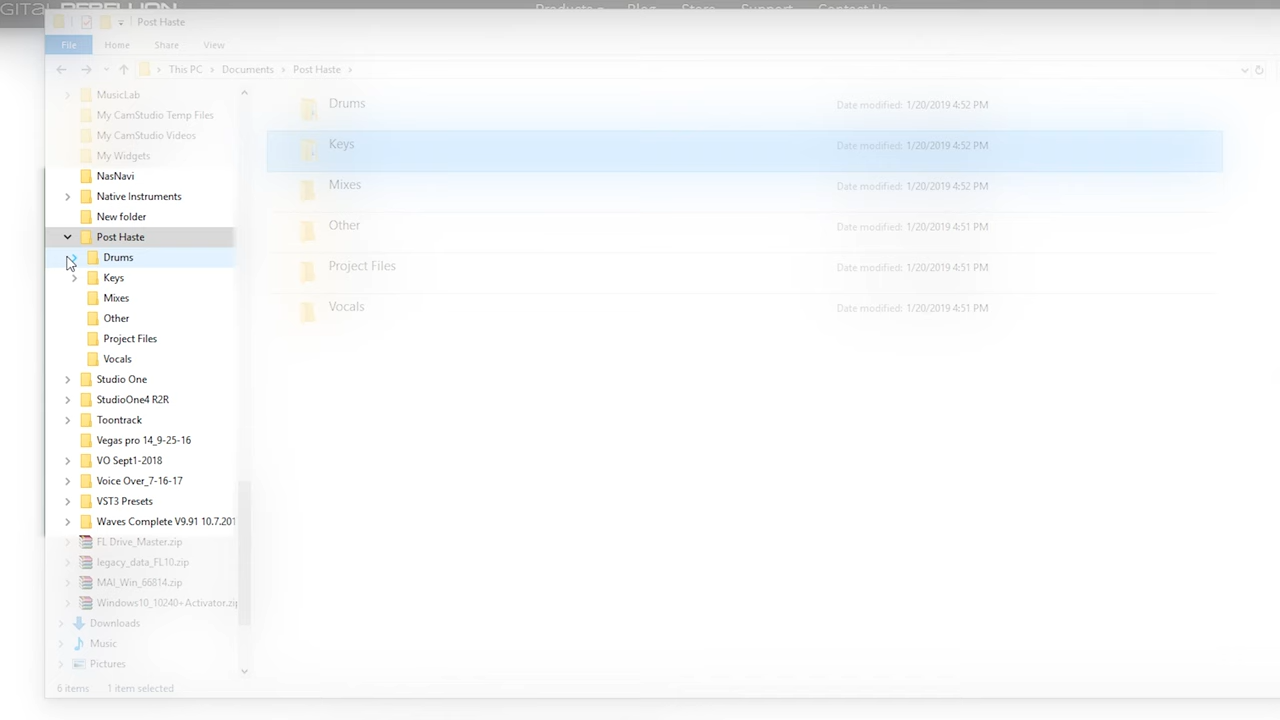 GITAL REBELLION
Products Blog Store Support Contact Us
Post Haste
File Home Share View
This PC > Documents > Post Haste >
MusicLab
My CamStudio Temp Files
My CamStudio Videos
My Widgets
NasNavi
Native Instruments
New folder
Post Haste
Drums
Keys
Mixes
Other
Project Files
Vocals
Studio One
StudioOne4 R2R
Toontrack
Vegas pro 14_9-25-16
VO Sept1-2018
Voice Over_7-16-17
VST3 Presets
Waves Complete V9.91 10.7.201
FL Drive_Master.zip
legacy_data_FL10.zip
MAI_Win_66814.zip
Windows10_10240+Activator.zip
Downloads
Music
Pictures
Drums Date modified: 1/20/2019 4:52 PM
Keys Date modified: 1/20/2019 4:52 PM
Mixes Date modified: 1/20/2019 4:52 PM
Other Date modified: 1/20/2019 4:51 PM
Project Files Date modified: 1/20/2019 4:51 PM
Vocals Date modified: 1/20/2019 4:51 PM
6 items 1 item selected